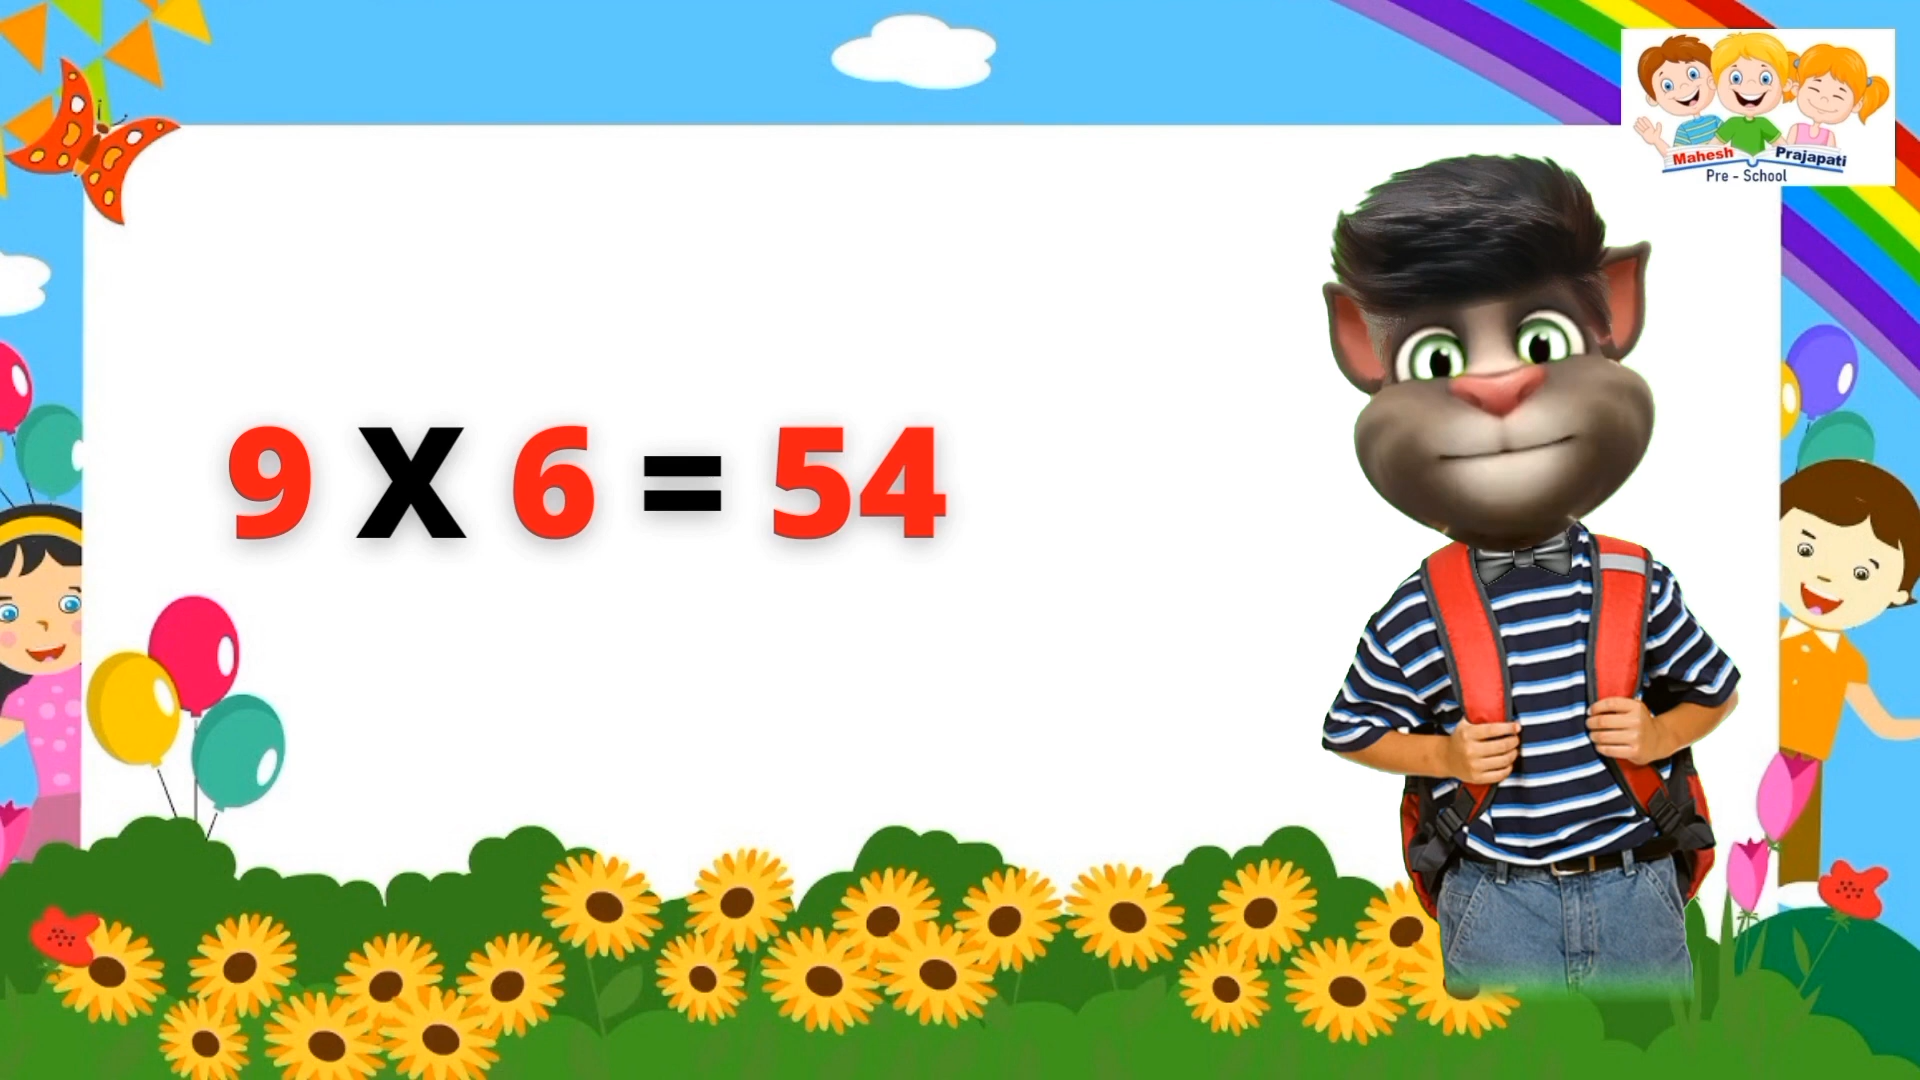 Mahesh Prajapati
Pre - School
9 X 6 = 54